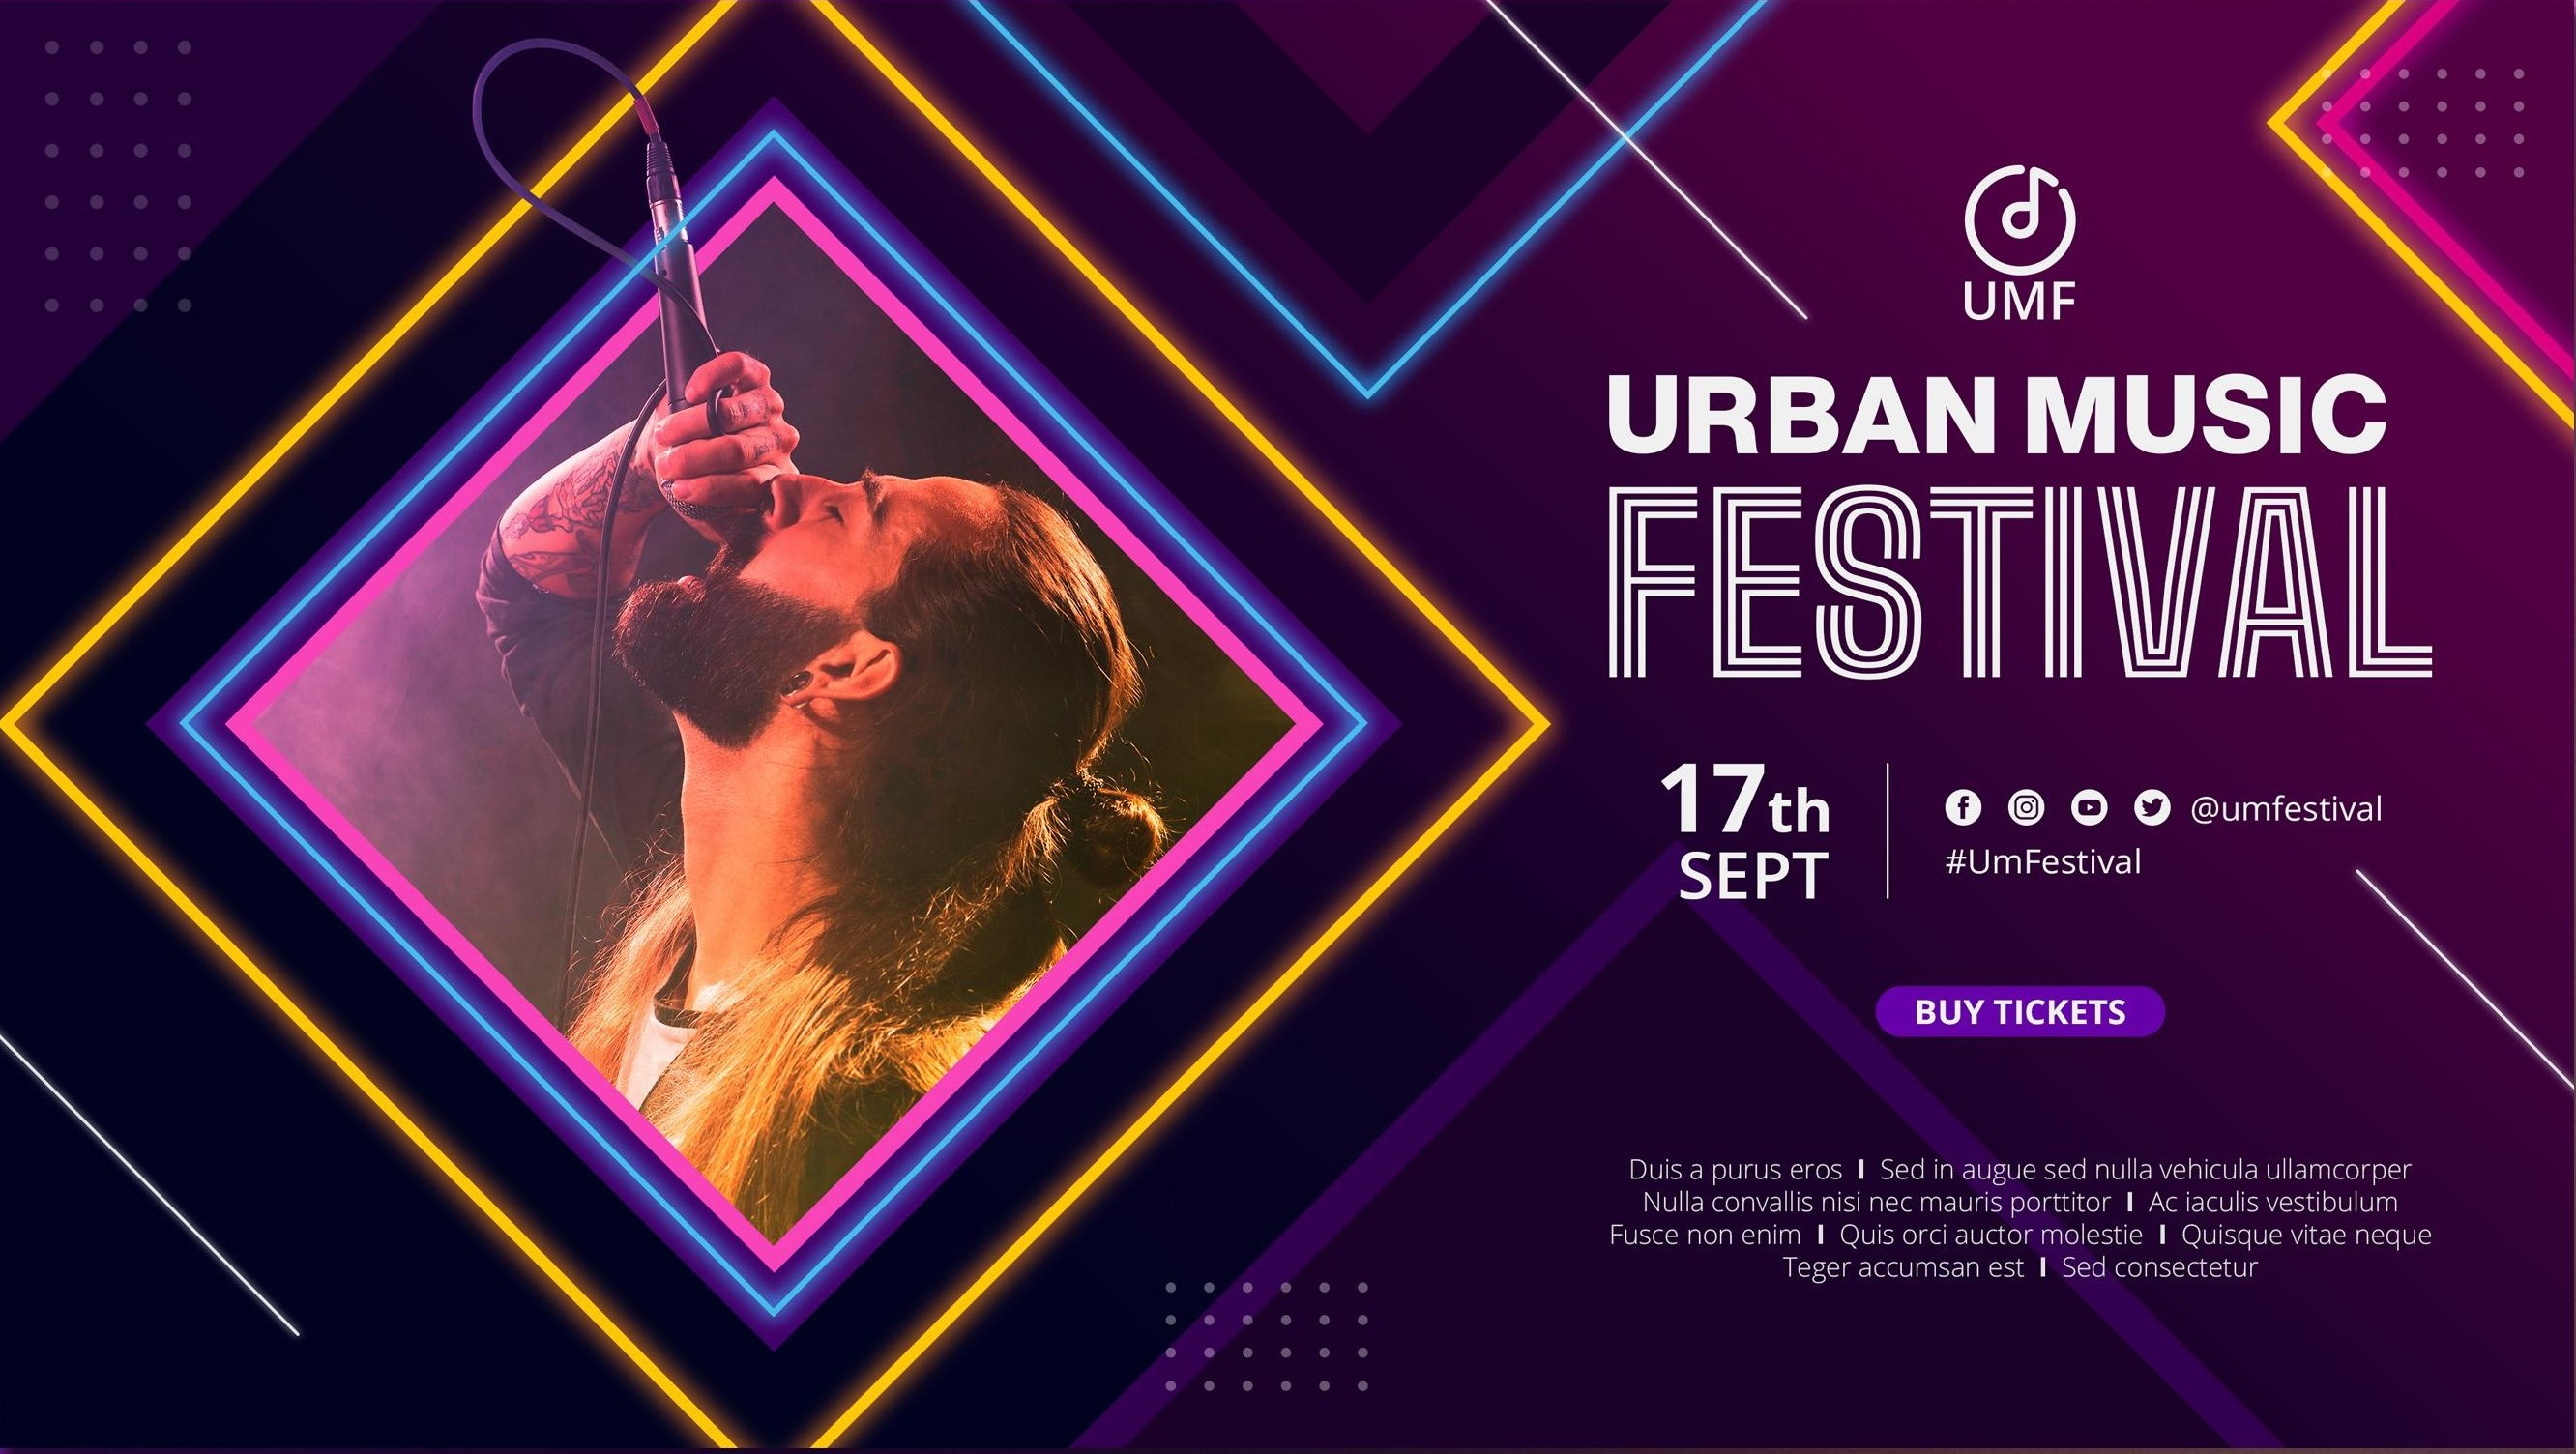 UMF
URBAN MUSIC
FESTIVAL
17th
SEPT
@umfestival
#UmFestival
BUY TICKETS
Duis a purus eros I Sed in augue sed nulla vehicula ullamcorper
Nulla convallis nisi nec mauris porttitor I Ac iaculis vestibulum
Fusce non enim I Quis orci auctor molestie I Quisque vitae neque
Teger accumsan est I Sed consectetur